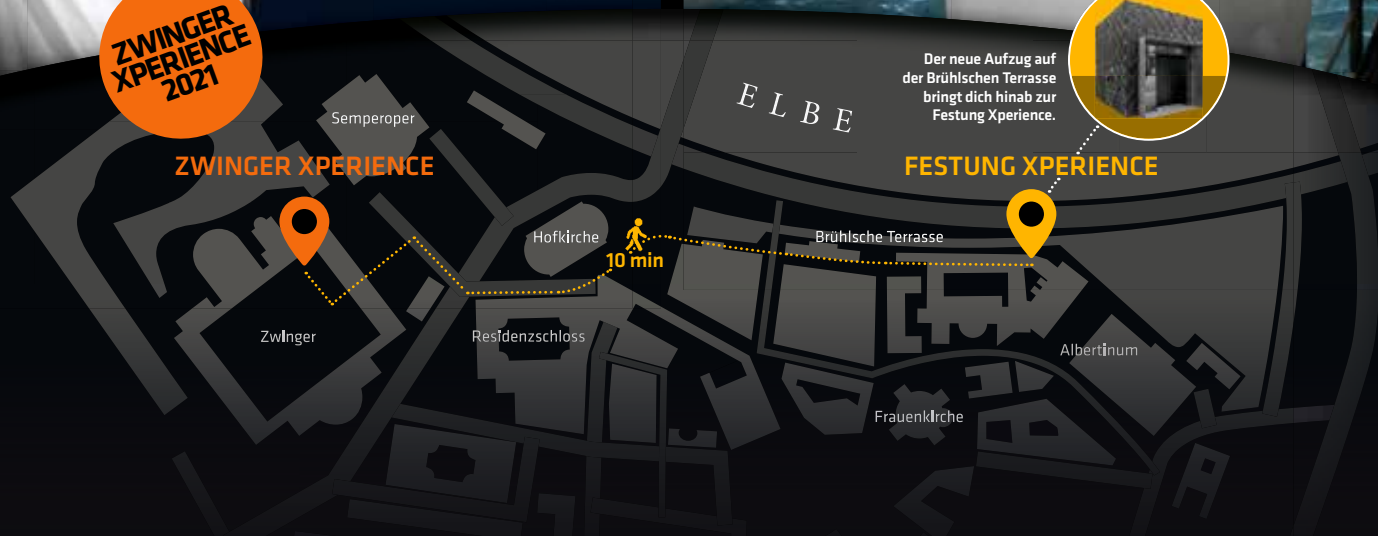 ZWINGER
XPERIENCE
2021
Der neue Aufzug auf
der Brühlschen Terrasse
bringt dich hinab zur
Festung Xperience.
ELBE
Semperoper
ZWINGER XPERIENCE
FESTUNG XPERIENCE
Hofkirche
Brühlsche Terrasse
10 min
Zwinger
Residenzschloss
Albertinum
Frauenkirche